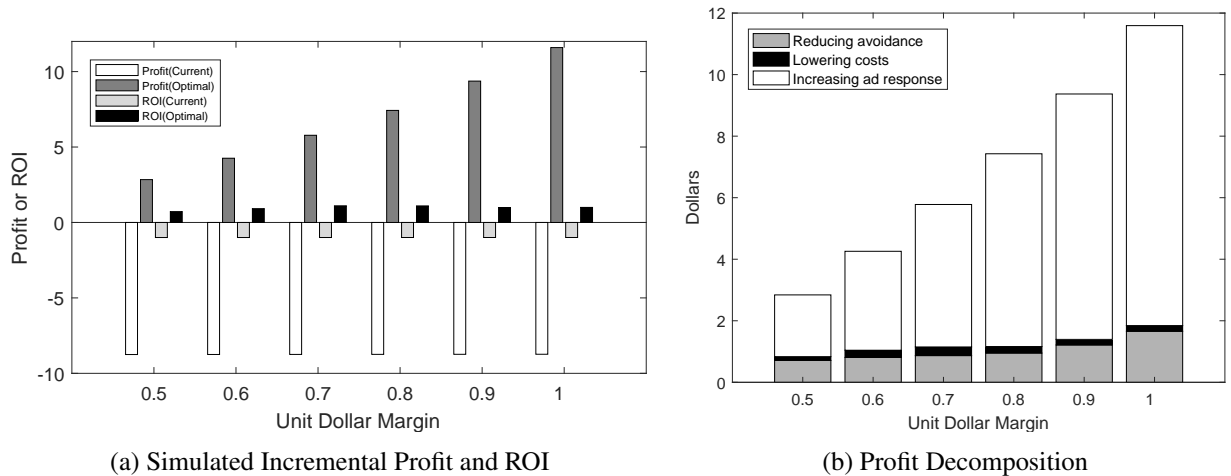 Profit(Current)
Profit(Optimal)
ROI(Current)
ROI(Optimal)
Profit or ROI
10
5
0
-5
-10
0.5 0.6 0.7 0.8 0.9 1
Unit Dollar Margin
(a) Simulated Incremental Profit and ROI
Reducing avoidance
Lowering costs
Increasing ad response
Dollars
12
10
8
6
4
2
0
0.5 0.6 0.7 0.8 0.9 1
Unit Dollar Margin
(b) Profit Decomposition